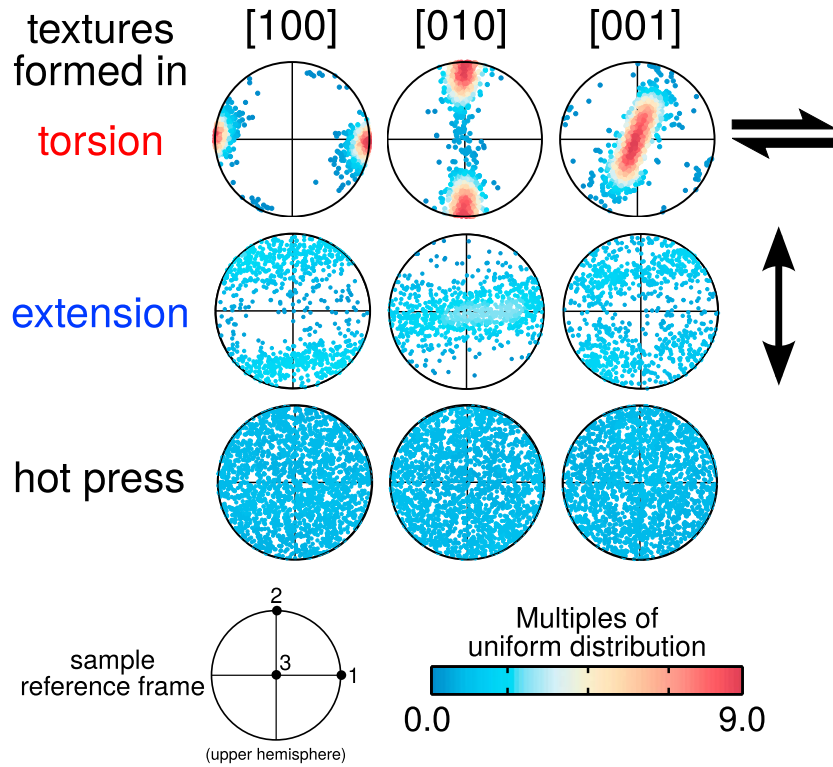 textures formed in
[100] [010] [001]
torsion
extension
hot press
2
3
1
sample
reference frame
(upper hemisphere)
Multiples of
uniform distribution
0.0 9.0